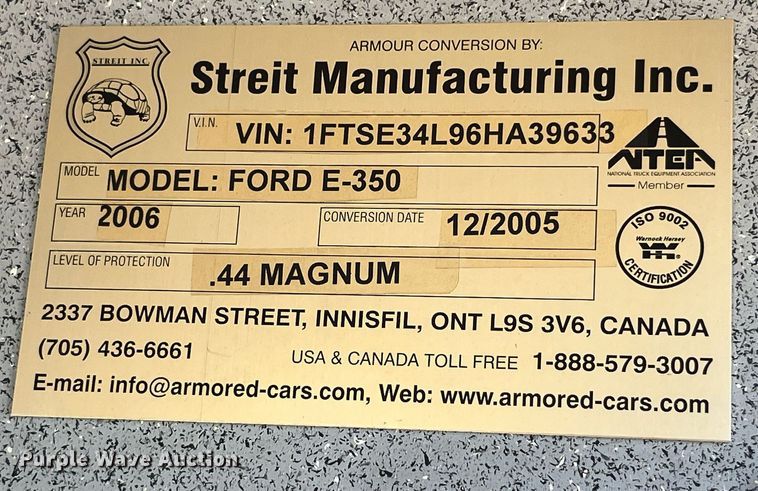 STREIT INC.
ARMOUR CONVERSION BY:
Streit Manufacturing Inc.
V.I.N. VIN: 1FTSE34L96HA39633
NTEA
NATIONAL TRUCK EQUIPMENT ASSOCIATION
Member
MODEL MODEL: FORD E-350
YEAR 2006 CONVERSION DATE 12/2005
ISO 9002
Warnock Hersey
WH
CERTIFICATION
LEVEL OF PROTECTION .44 MAGNUM
2337 BOWMAN STREET, INNISFIL, ONT L9S 3V6, CANADA
(705) 436-6661 USA & CANADA TOLL FREE 1-888-579-3007
E-mail: info@armored-cars.com, Web: www.armored-cars.com
Purple Wave Auction